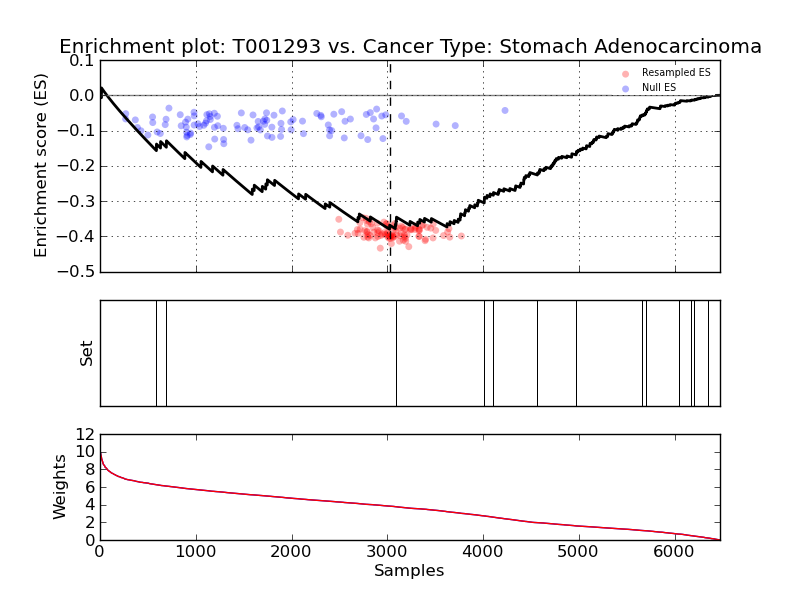 Enrichment plot: T001293 vs. Cancer Type: Stomach Adenocarcinoma
Enrichment score (ES)
0.1
0.0
−0.1
−0.2
−0.3
−0.4
−0.5
Resampled ES
Null ES
Set
Weights
12
10
8
6
4
2
0
0 1000 2000 3000 4000 5000 6000
Samples